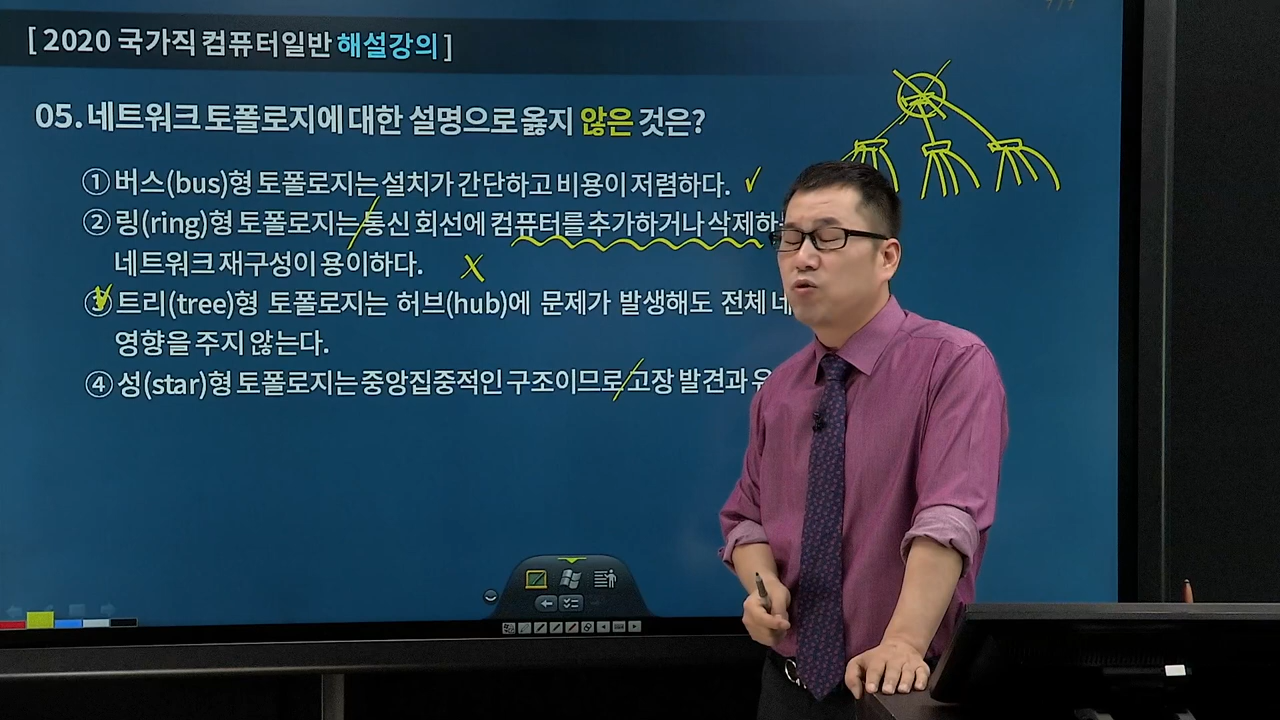 [ 2020 국가직 컴퓨터일반 해설강의 ]
05. 네트워크 토폴로지에 대한 설명으로 옳지 않은 것은?
① 버스(bus)형 토폴로지는 설치가 간단하고 비용이 저렴하다.
② 링(ring)형 토폴로지는 통신 회선에 컴퓨터를 추가하거나 삭제하는
네트워크 재구성이 용이하다. X
③ 트리(tree)형 토폴로지는 허브(hub)에 문제가 발생해도 전체 네
영향을 주지 않는다.
④ 성(star)형 토폴로지는 중앙집중적인 구조이므로 고장 발견과 유